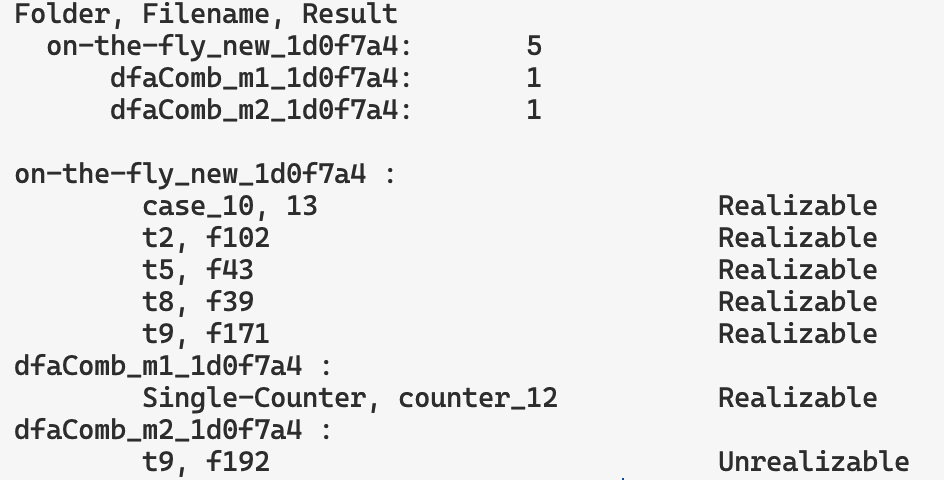 Folder, Filename, Result
on-the-fly_new_1d0f7a4: 5
dfaComb_m1_1d0f7a4: 1
dfaComb_m2_1d0f7a4: 1
on-the-fly_new_1d0f7a4 :
case_10, 13 Realizable
t2, f102 Realizable
t5, f43 Realizable
t8, f39 Realizable
t9, f171 Realizable
dfaComb_m1_1d0f7a4 :
Single-Counter, counter_12 Realizable
dfaComb_m2_1d0f7a4 :
t9, f192 Unrealizable